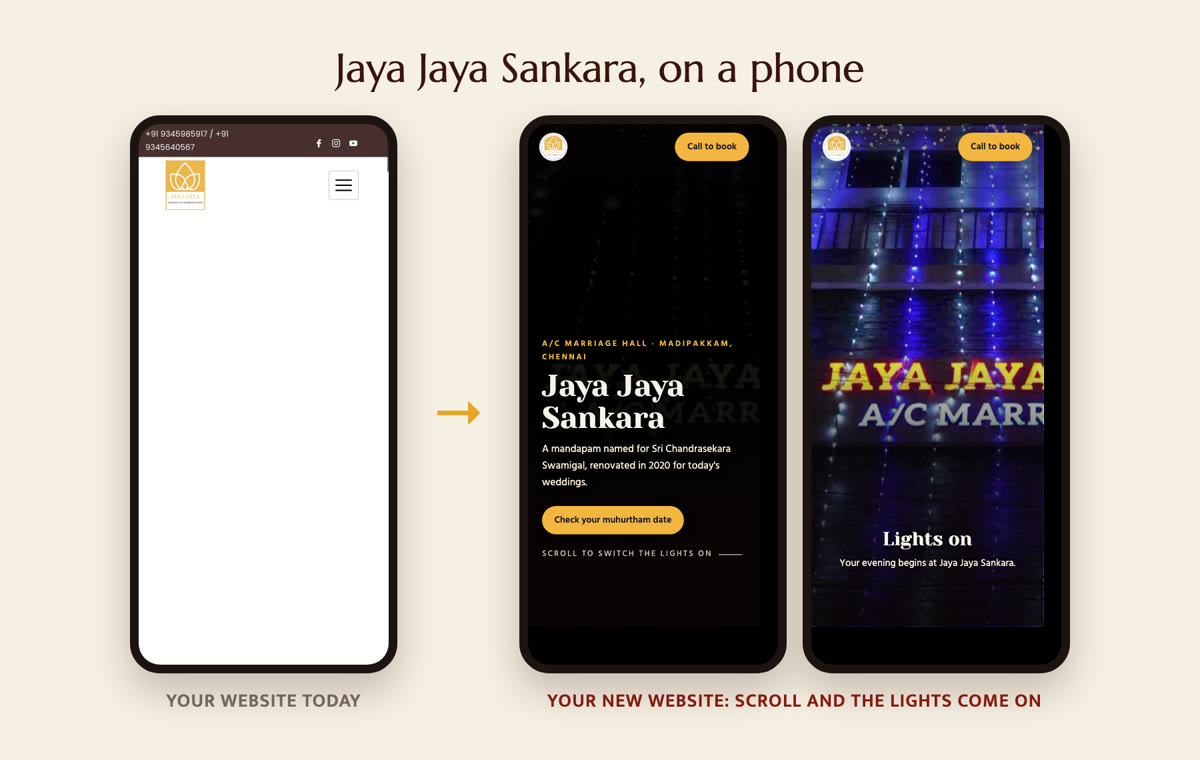 Jaya Jaya Sankara, on a phone
+91 9345985917 / +91
9345640567
JAYA JAYA
Call to book
A/C MARRIAGE HALL · MADIPAKKAM,
CHENNAI
Jaya Jaya
Sankara
A mandapam named for Sri Chandrasekara
Swamigal, renovated in 2020 for today's
weddings.
Check your muhurtham date
SCROLL TO SWITCH THE LIGHTS ON
Call to book
JAYA JAYA
A/C MARR
Lights on
Your evening begins at Jaya Jaya Sankara.
YOUR WEBSITE TODAY
YOUR NEW WEBSITE: SCROLL AND THE LIGHTS COME ON